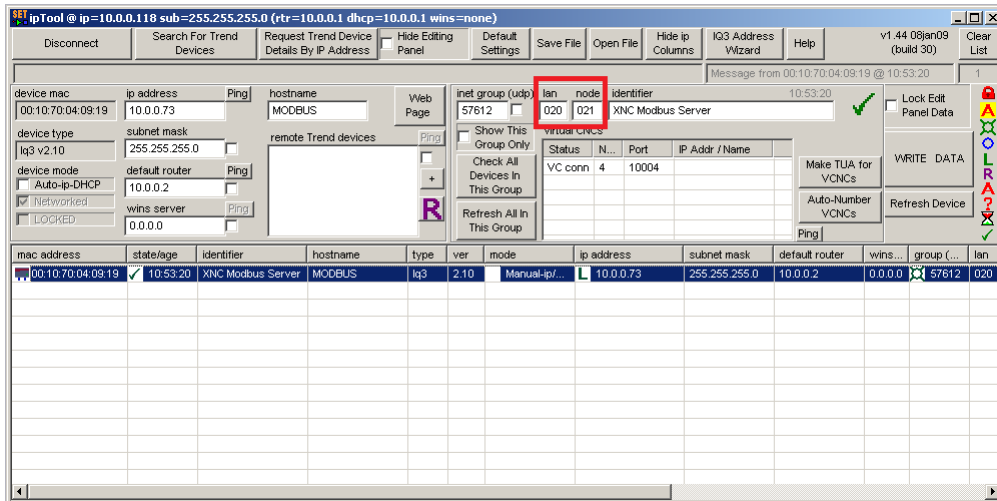 SET ipTool @ ip=10.0.0.118 sub=255.255.255.0 (rtr=10.0.0.1 dhcp=10.0.0.1 wins=none)
Disconnect
Search For Trend Devices
Request Trend Device Details By IP Address
Hide Editing Panel
Default Settings
Save File
Open File
Hide ip Columns
IQ3 Address Wizard
Help
v1.44 08jan09 (build 30)
Clear List
Message from 00:10:70:04:09:19 @ 10:53:20
1
device mac
00:10:70:04:09:19
device type
Iq3 v2.10
device mode
Auto-ip-DHCP
Networked
LOCKED
ip address
Ping
10.0.0.73
subnet mask
255.255.255.0
default router
Ping
10.0.0.2
wins server
Ping
0.0.0.0
hostname
MODBUS
Web Page
remote Trend devices
Ping
+
R
inet group (udp)
57612
lan
node
020
021
identifier
10:53:20
XNC Modbus Server
Show This Group Only
Check All Devices In This Group
Refresh All In This Group
Virtual CNCs
Status
N...
Port
IP Addr / Name
VC conn
4
10004
Make TUA for VCNCs
Auto-Number VCNCs
Ping
Lock Edit Panel Data
WRITE DATA
Refresh Device
A
L
R
A
?
mac address
state/age
identifier
hostname
type
ver
mode
ip address
subnet mask
default router
wins...
group (...
lan
00:10:70:04:09:19
10:53:20
XNC Modbus Server
MODBUS
Iq3
2.10
Manual-ip/...
L
10.0.0.73
255.255.255.0
10.0.0.2
0.0.0.0
57612
020